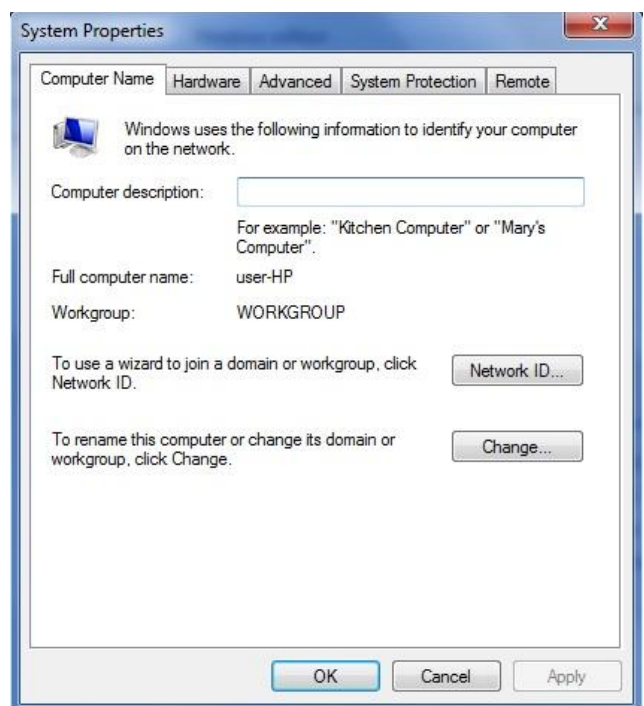 System Properties
Computer Name Hardware Advanced System Protection Remote
Windows uses the following information to identify your computer
on the network.
Computer description:
For example: "Kitchen Computer" or "Mary's
Computer".
Full computer name: user-HP
Workgroup: WORKGROUP
To use a wizard to join a domain or workgroup, click
Network ID.
Network ID...
To rename this computer or change its domain or
workgroup, click Change.
Change...
OK Cancel Apply